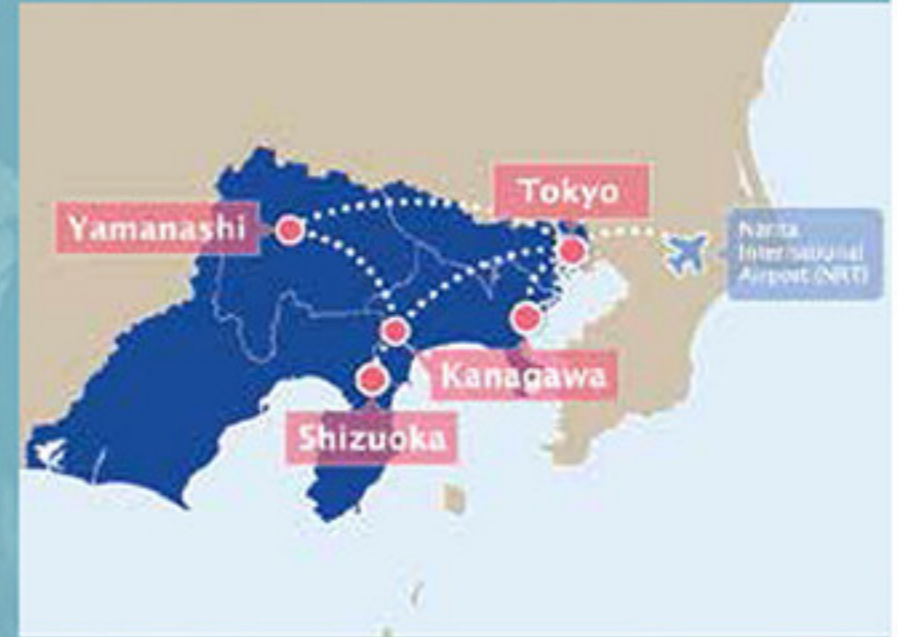 Tokyo
Yamanashi
Narita
International
Airport (NRT)
Kanagawa
Shizuoka